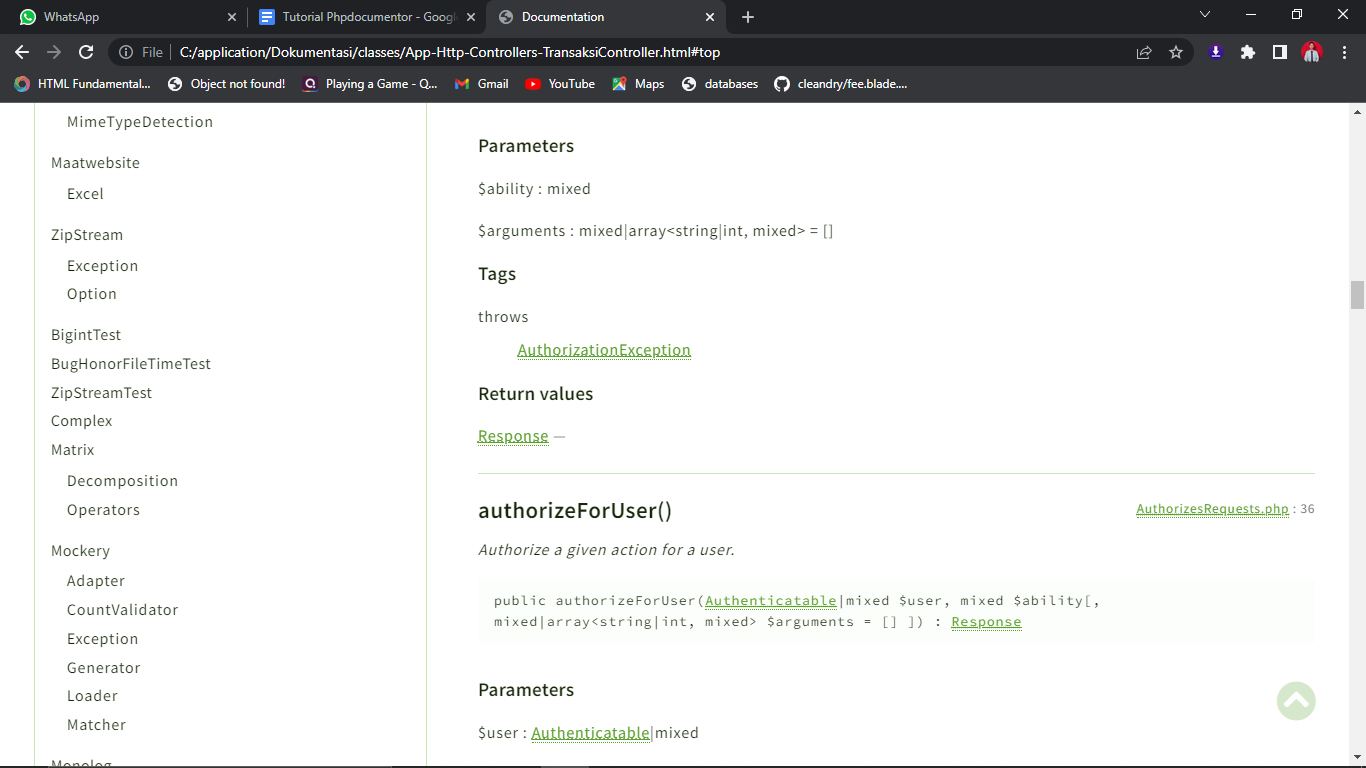 WhatsApp
Tutorial Phpdocumentor - Google
Documentation
File
C:/application/Dokumentasi/classes/App-Http-Controllers-TransaksiController.html#top
HTML Fundamental...
Object not found!
Playing a Game - Q...
Gmail
YouTube
Maps
databases
cleandry/fee.blade....
MimeTypeDetection
Maatwebsite
Excel
ZipStream
Exception
Option
BigintTest
BugHonorFileTimeTest
ZipStreamTest
Complex
Matrix
Decomposition
Operators
Mockery
Adapter
CountValidator
Exception
Generator
Loader
Matcher
Monolog
Parameters
$ability : mixed
$arguments : mixed|array<string|int, mixed> = []
Tags
throws
AuthorizationException
Return values
Response —
authorizeForUser()
AuthorizesRequests.php : 36
Authorize a given action for a user.
public authorizeForUser(Authenticatable|mixed $user, mixed $ability[,
mixed|array<string|int, mixed> $arguments = [] ]) : Response
Parameters
$user : Authenticatable|mixed